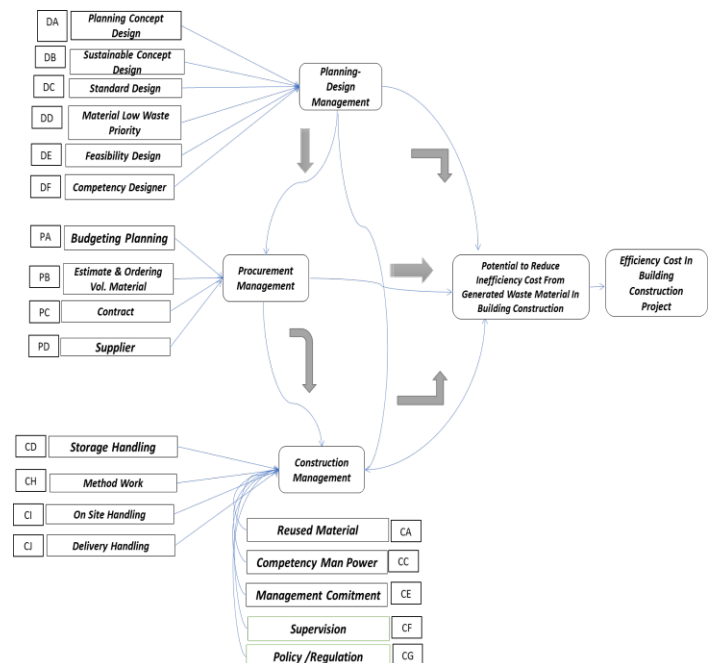 DA
Planning Concept
Design
DB
Sustainable Concept
Design
DC
Standard Design
DD
Material Low Waste
Priority
DE
Feasibility Design
DF
Competency Designer
Planning-
Design
Management
PA
Budgeting Planning
PB
Estimate & Ordering
Vol. Material
PC
Contract
PD
Supplier
Procurement
Management
Potential to Reduce
Inefficiency Cost From
Generated Waste Material In
Building Construction
Efficiency Cost In
Building
Construction
Project
CD
Storage Handling
CH
Method Work
CI
On Site Handling
CJ
Delivery Handling
Construction
Management
Reused Material
CA
Competency Man Power
CC
Management Comitment
CE
Supervision
CF
Policy /Regulation
CG